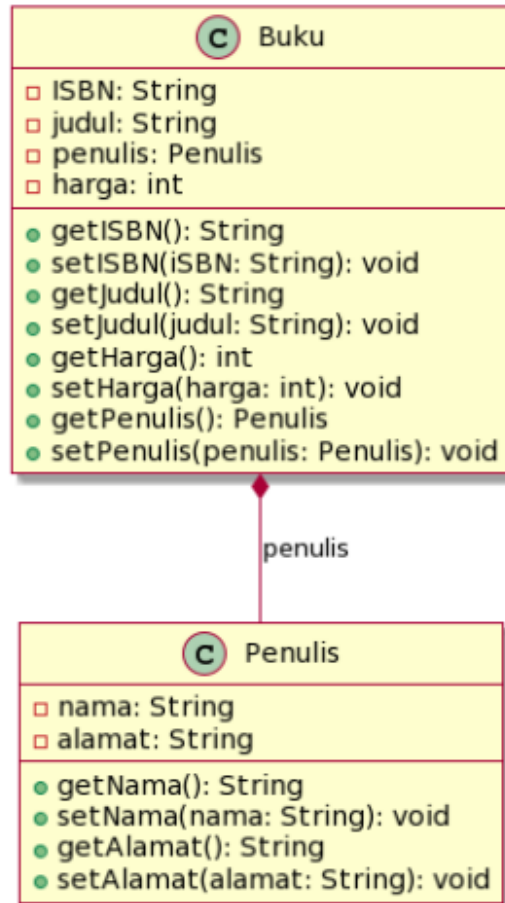 C Buku
ISBN: String
judul: String
penulis: Penulis
harga: int
getISBN(): String
setISBN(iSBN: String): void
getJudul(): String
setJudul(judul: String): void
getHarga(): int
setHarga(harga: int): void
getPenulis(): Penulis
setPenulis(penulis: Penulis): void
penulis
C Penulis
nama: String
alamat: String
getNama(): String
setNama(nama: String): void
getAlamat(): String
setAlamat(alamat: String): void